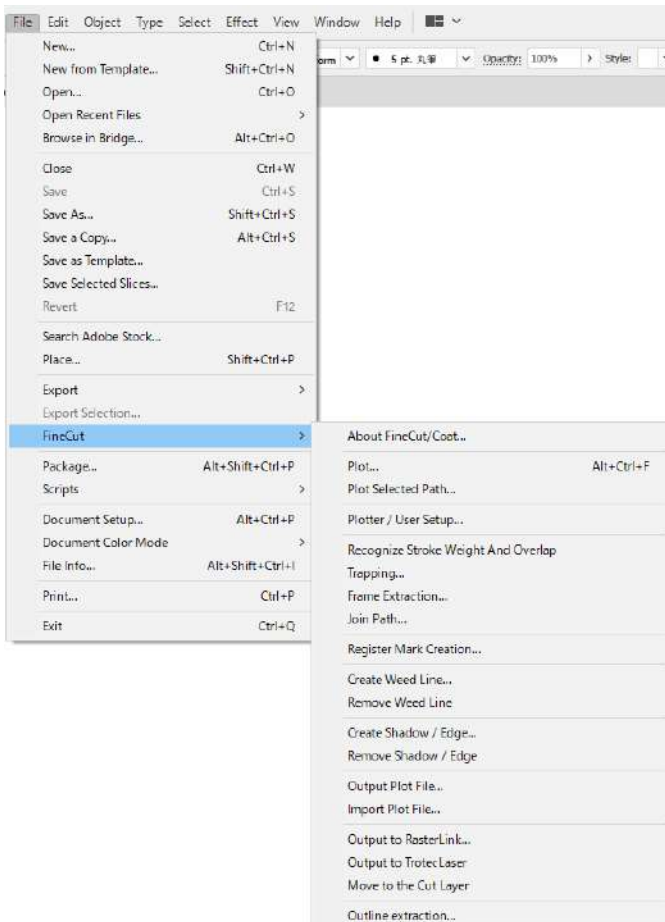 File Edit Object Type Select Effect View Window Help
orm 5 pt. 丸筆 Opacity: 100% Style:
New... Ctrl+N
New from Template... Shift+Ctrl+N
Open... Ctrl+O
Open Recent Files
Browse in Bridge... Alt+Ctrl+O
Close Ctrl+W
Save Ctrl+S
Save As... Shift+Ctrl+S
Save a Copy... Alt+Ctrl+S
Save as Template...
Save Selected Slices...
Revert F12
Search Adobe Stock...
Place... Shift+Ctrl+P
Export
Export Selection...
FineCut
Package... Alt+Shift+Ctrl+P
Scripts
Document Setup... Alt+Ctrl+P
Document Color Mode
File Info... Alt+Shift+Ctrl+I
Print... Ctrl+P
Exit Ctrl+Q
About FineCut/Coat...
Plot... Alt+Ctrl+F
Plot Selected Path...
Plotter / User Setup...
Recognize Stroke Weight And Overlap
Trapping...
Frame Extraction...
Join Path...
Register Mark Creation...
Create Weed Line...
Remove Weed Line
Create Shadow / Edge...
Remove Shadow / Edge
Output Plot File...
Import Plot File...
Output to RasterLink...
Output to TrotecLaser
Move to the Cut Layer
Outline extraction...